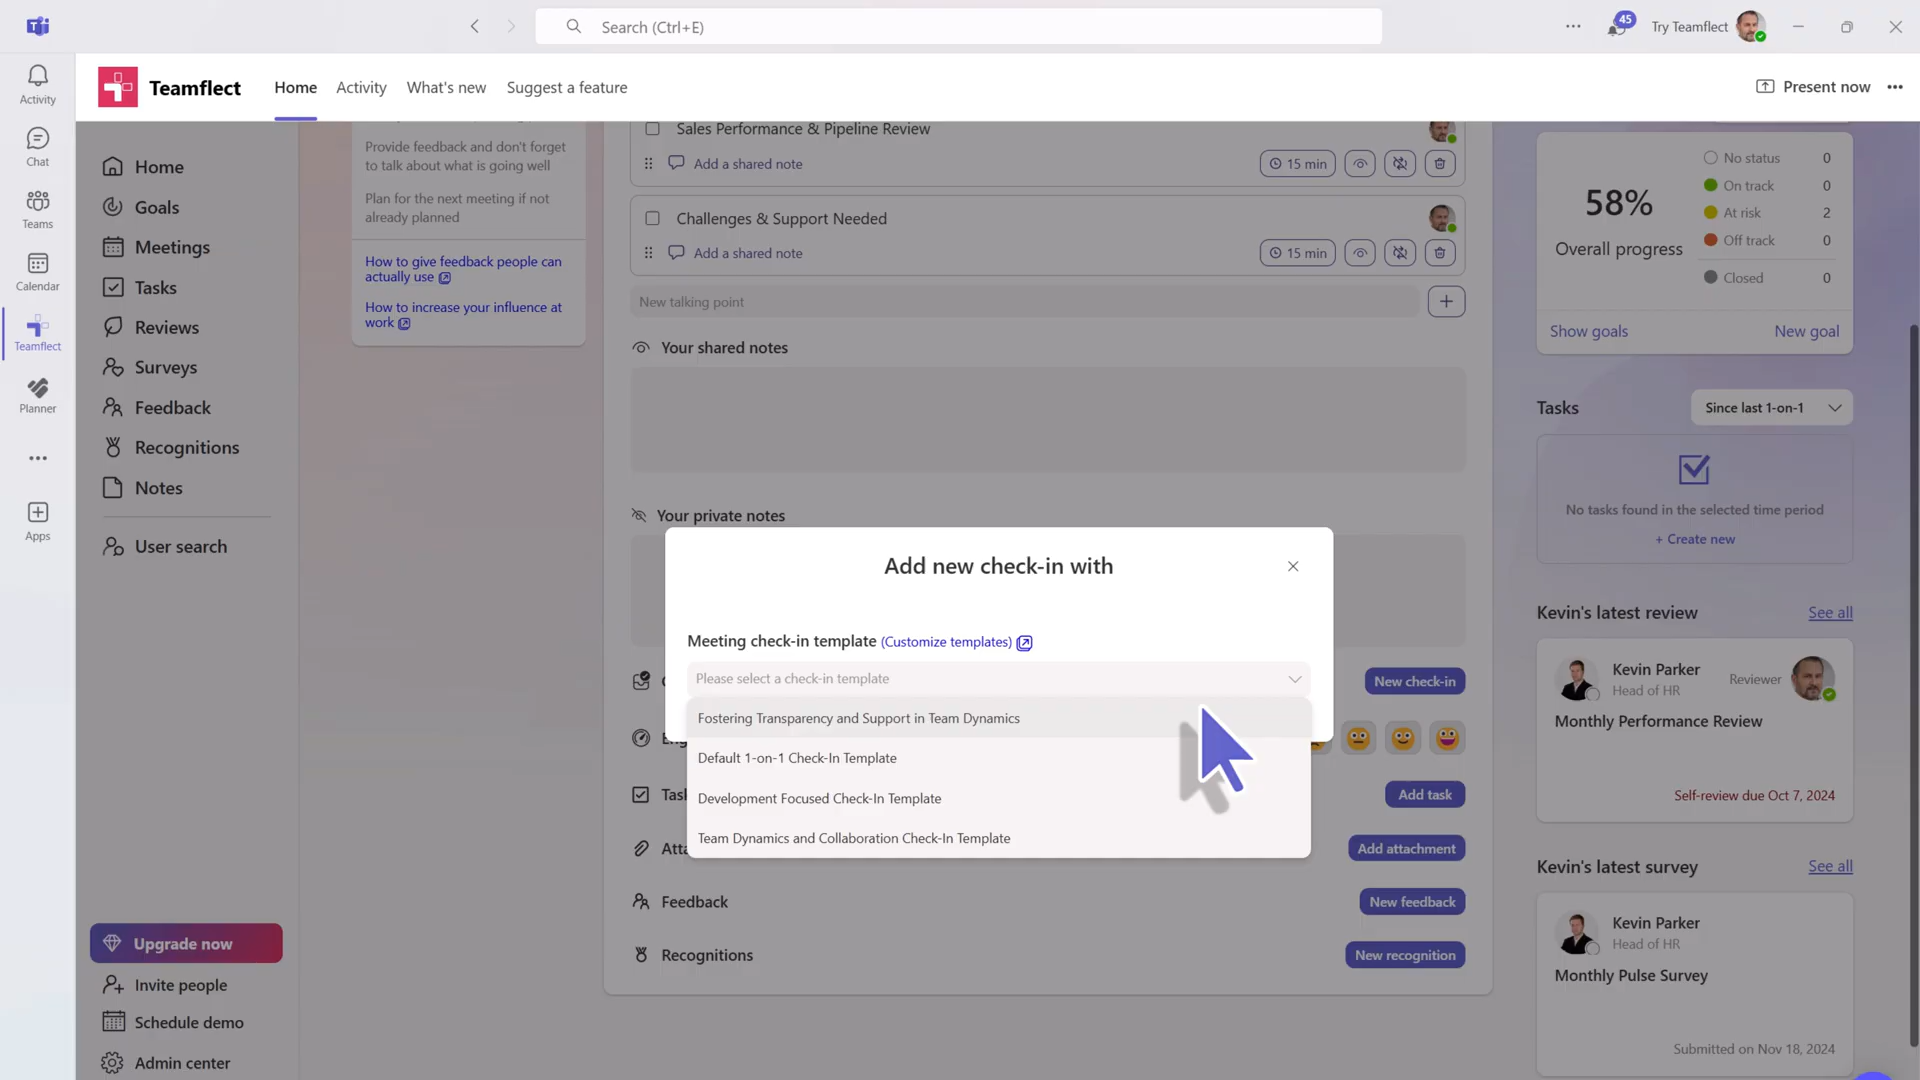 Search (Ctrl+E)
45
Try Teamflect
Activity
Chat
Teams
Calendar
Teamflect
Planner
Apps
Teamflect
Home
Activity
What's new
Suggest a feature
Present now
Home
Goals
Meetings
Tasks
Reviews
Surveys
Feedback
Recognitions
Notes
User search
Upgrade now
Invite people
Schedule demo
Admin center
Provide feedback and don't forget
to talk about what is going well
Plan for the next meeting if not
already planned
How to give feedback people can
actually use
How to increase your influence at
work
Sales Performance & Pipeline Review
Add a shared note
15 min
Challenges & Support Needed
Add a shared note
15 min
New talking point
Your shared notes
Your private notes
Add new check-in with
Meeting check-in template (Customize templates)
Please select a check-in template
Fostering Transparency and Support in Team Dynamics
Default 1-on-1 Check-In Template
Development Focused Check-In Template
Team Dynamics and Collaboration Check-In Template
New check-in
Add task
Add attachment
Feedback
New feedback
Recognitions
New recognition
58%
Overall progress
No status 0
On track 0
At risk 2
Off track 0
Closed 0
Show goals
New goal
Tasks
Since last 1-on-1
No tasks found in the selected time period
+ Create new
Kevin's latest review
See all
Kevin Parker
Head of HR
Reviewer
Monthly Performance Review
Self-review due Oct 7, 2024
Kevin's latest survey
See all
Kevin Parker
Head of HR
Monthly Pulse Survey
Submitted on Nov 18, 2024